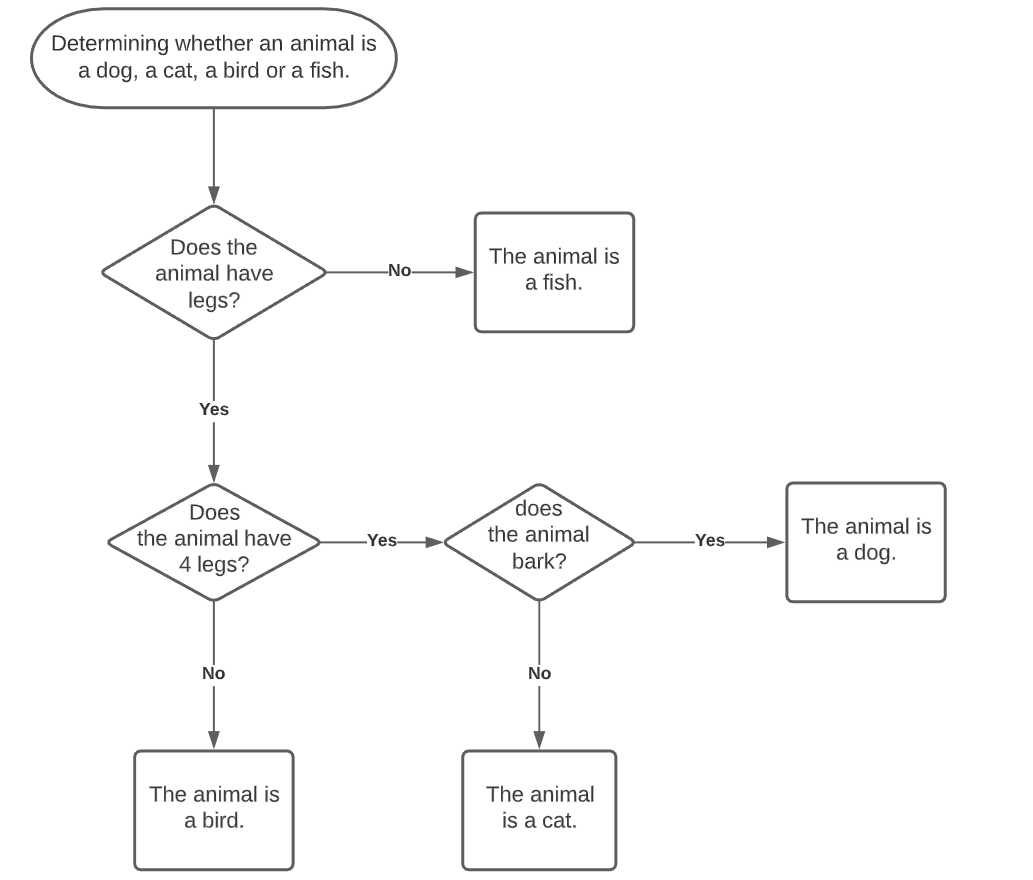 Determining whether an animal is
a dog, a cat, a bird or a fish.
Does the
animal have
legs?
No
The animal is
a fish.
Yes
Does
the animal have
4 legs?
Yes
does
the animal
bark?
Yes
The animal is
a dog.
No
No
The animal is
a bird.
The animal
is a cat.